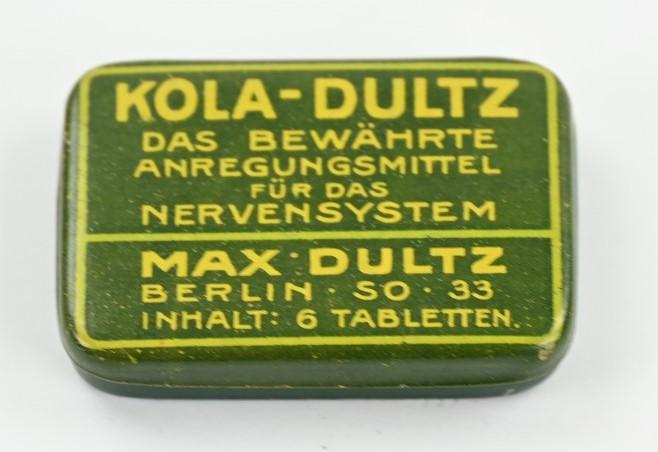 KOLA-DULTZ
DAS BEWÄHRTE
ANREGUNGSMITTEL
FÜR DAS
NERVENSYSTEM
MAX DULTZ
BERLIN · SO · 33
INHALT: 6 TABLETTEN.